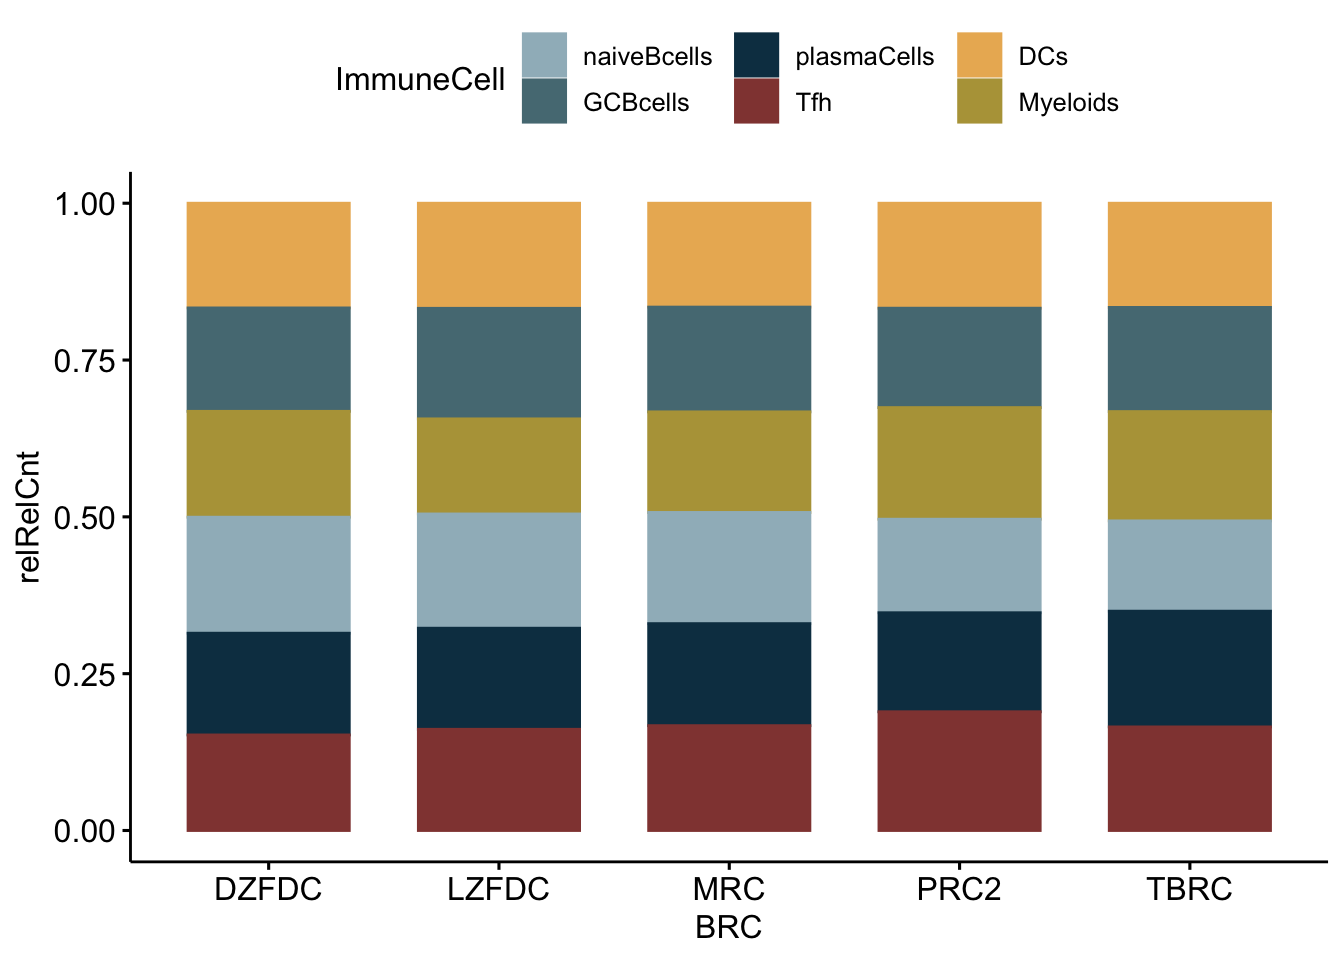 ImmuneCell
naiveBcells
plasmaCells
DCs
GCBcells
Tfh
Myeloids
1.00
0.75
0.50
0.25
0.00
relRelCnt
DZFDC
LZFDC
MRC
PRC2
TBRC
BRC